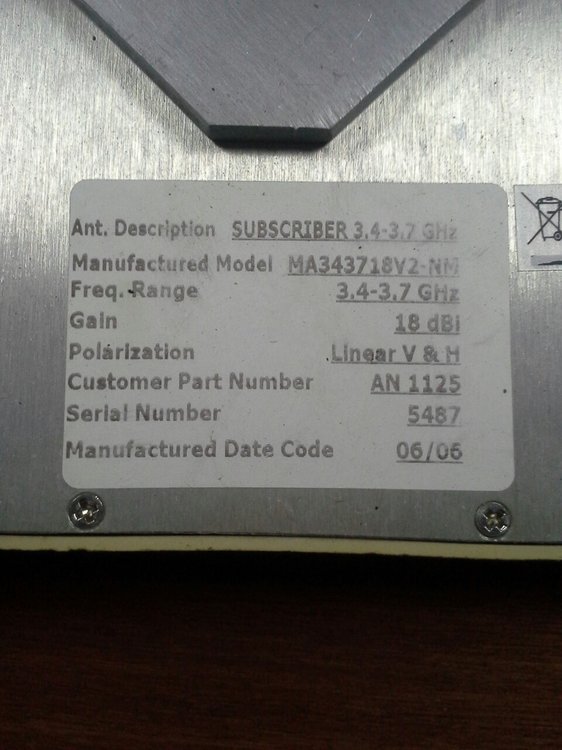 Ant. Description SUBSCRIBER 3.4-3.7 GHz
Manufactured Model MA343718V2-NM
Freq. Range 3.4-3.7 GHz
Gain 18 dBi
Polarization Linear V & H
Customer Part Number AN 1125
Serial Number 5487
Manufactured Date Code 06/06